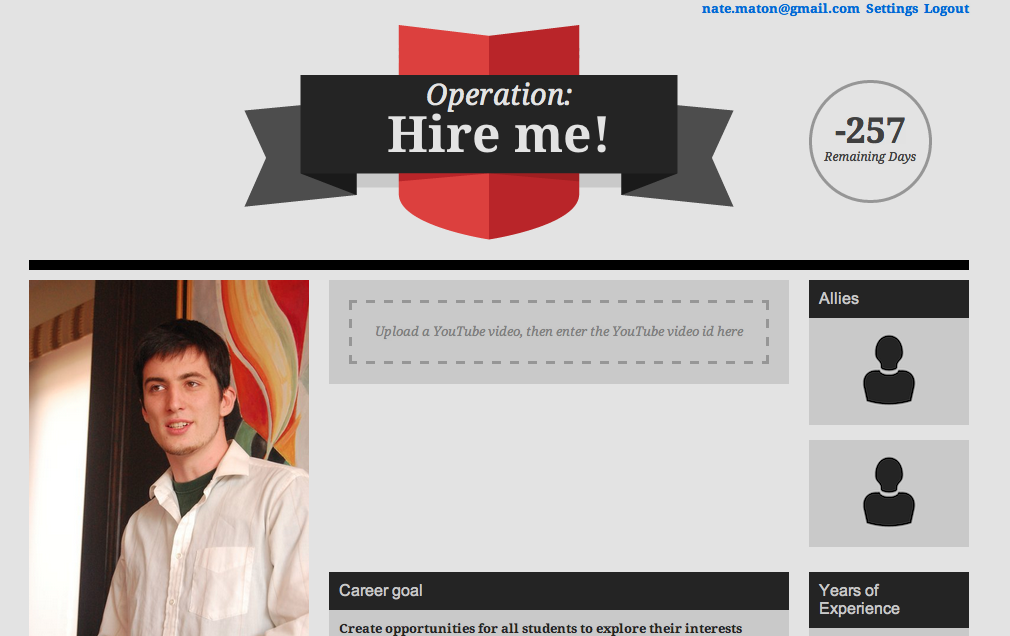 nate.maton@gmail.com Settings Logout
Operation:
Hire me!
-257
Remaining Days
Upload a YouTube video, then enter the YouTube video id here
Allies
Career goal
Create opportunities for all students to explore their interests
Years of
Experience